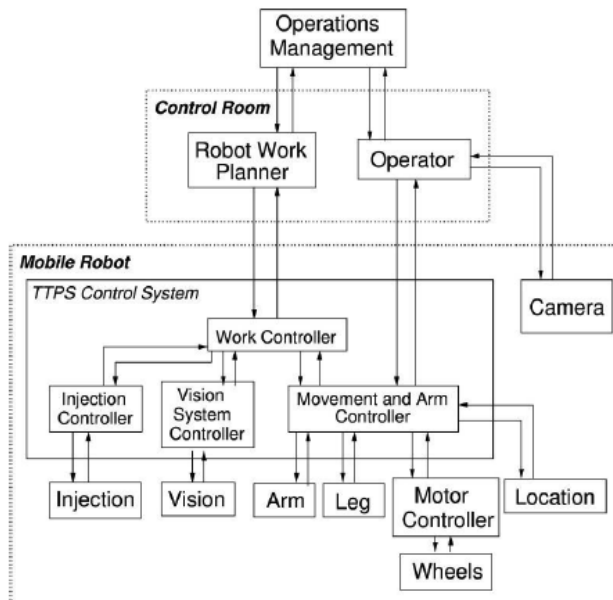 Operations
Management
Control Room
Robot Work
Planner
Operator
Mobile Robot
TTPS Control System
Camera
Work Controller
Injection
Controller
Vision
System
Controller
Movement and Arm
Controller
Injection
Vision
Arm
Leg
Motor
Controller
Location
Wheels